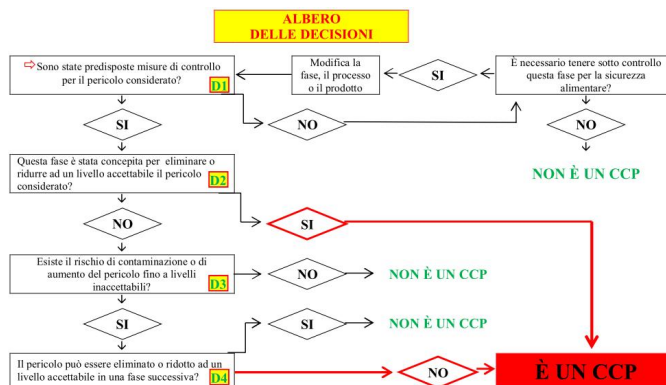 ALBERO
DELLE DECISIONI
⇨Sono state predisposte misure di controllo
per il pericolo considerato?
D1
Modifica la
fase, il processo
o il prodotto
SI
È necessario tenere sotto controllo
questa fase per la sicurezza
alimentare?
SI
NO
NO
NON È UN CCP
Questa fase è stata concepita per eliminare o
ridurre ad un livello accettabile il pericolo
considerato?
D2
NO
SI
Esiste il rischio di contaminazione o di
aumento del pericolo fino a livelli
inaccettabili?
D3
NO
NON È UN CCP
SI
SI
NON È UN CCP
Il pericolo può essere eliminato o ridotto ad un
livello accettabile in una fase successiva?
D4
NO
È UN CCP